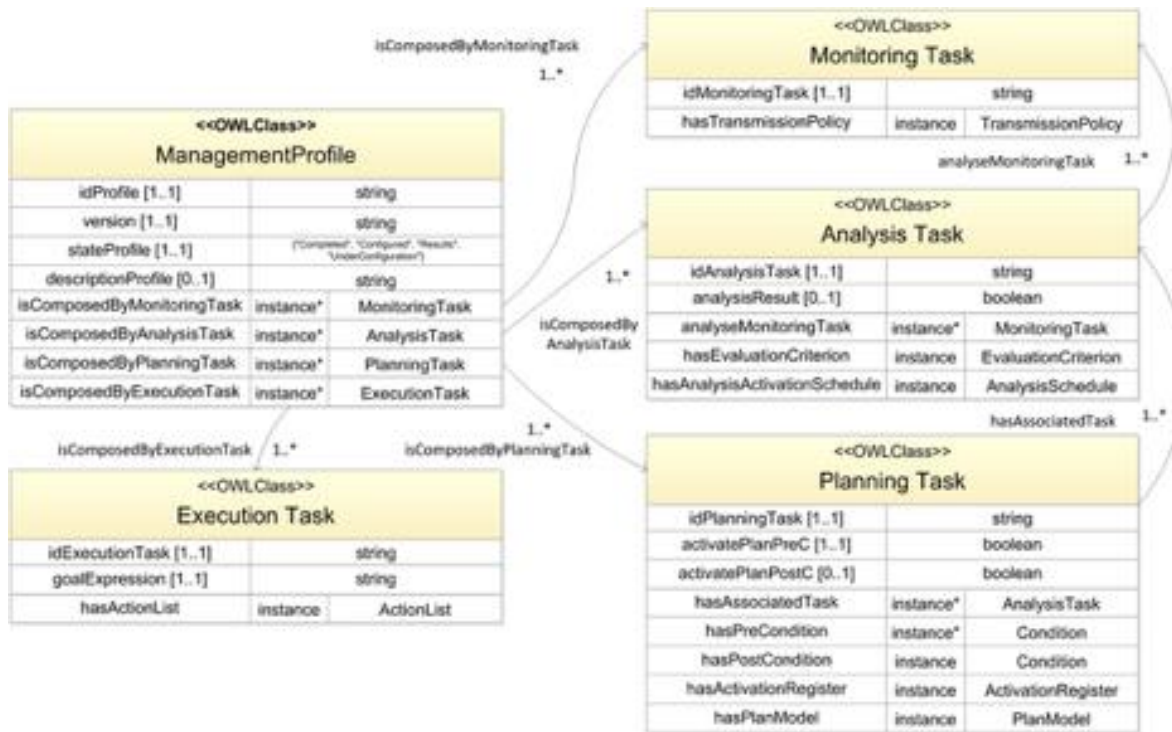 isComposedByMonitoringTask
1..*
<<OWLClass>>
Monitoring Task
idMonitoringTask [1..1] string
hasTransmissionPolicy instance TransmissionPolicy
<<OWLClass>>
ManagementProfile
idProfile [1..1] string
version [1..1] string
stateProfile [1..1] {"Completed", "Configured", "Results",
"UnderConfiguration"}
descriptionProfile [0..1] string
isComposedByMonitoringTask instance* MonitoringTask
isComposedByAnalysisTask instance* AnalysisTask
isComposedByPlanningTask instance* PlanningTask
isComposedByExecutionTask instance* ExecutionTask
analyseMonitoringTask 1..*
<<OWLClass>>
Analysis Task
idAnalysisTask [1..1] string
analysisResult [0..1] boolean
analyseMonitoringTask instance* MonitoringTask
hasEvaluationCriterion instance EvaluationCriterion
hasAnalysisActivationSchedule instance AnalysisSchedule
1..*
isComposedBy
AnalysisTask
1..*
isComposedByPlanningTask
isComposedByExecutionTask 1..*
hasAssociatedTask 1..*
<<OWLClass>>
Execution Task
idExecutionTask [1..1] string
goalExpression [1..1] string
hasActionList instance ActionList
<<OWLClass>>
Planning Task
idPlanningTask [1..1] string
activatePlanPreC [1..1] boolean
activatePlanPostC [0..1] boolean
hasAssociatedTask instance* AnalysisTask
hasPreCondition instance* Condition
hasPostCondition instance Condition
hasActivationRegister instance ActivationRegister
hasPlanModel instance PlanModel